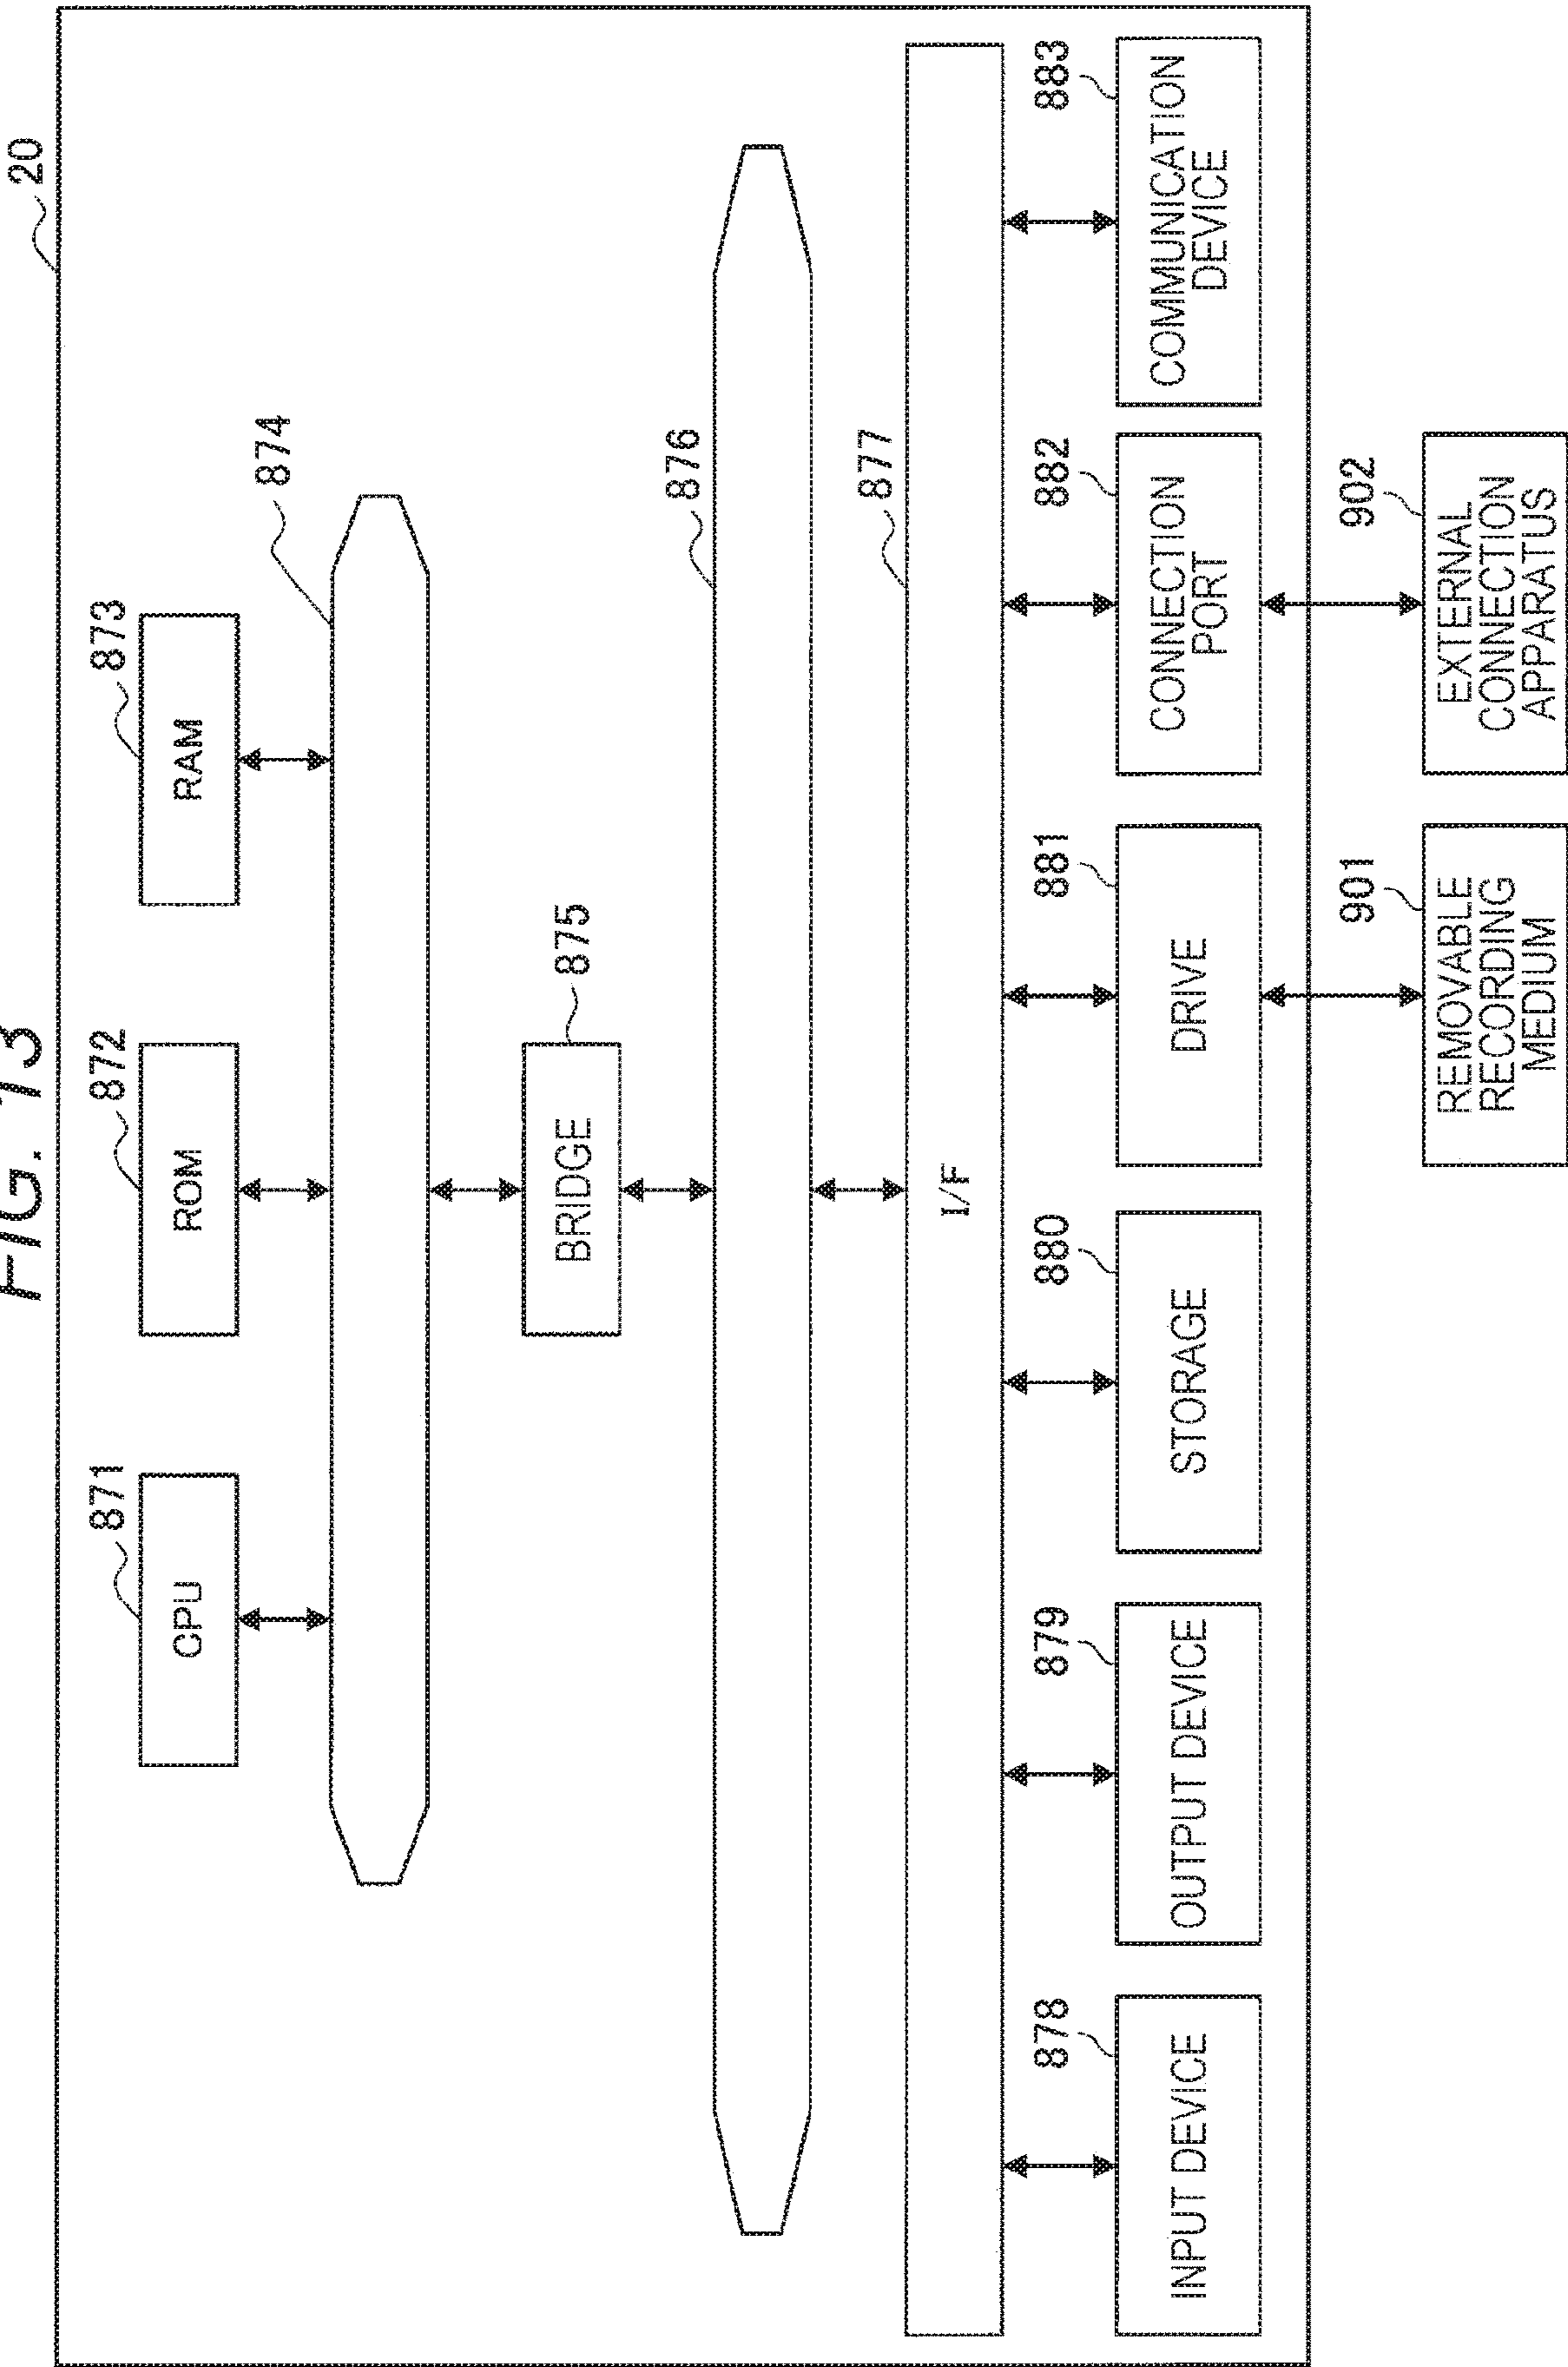 FIG. 13
20
871
872
873
CPU
ROM
RAM
874
BRIDGE
875
876
877
I/F
878
879
880
881
882
883
INPUT DEVICE
OUTPUT DEVICE
STORAGE
DRIVE
CONNECTION
PORT
COMMUNICATION
DEVICE
901
902
REMOVABLE
RECORDING
MEDIUM
EXTERNAL
CONNECTION
APPARATUS